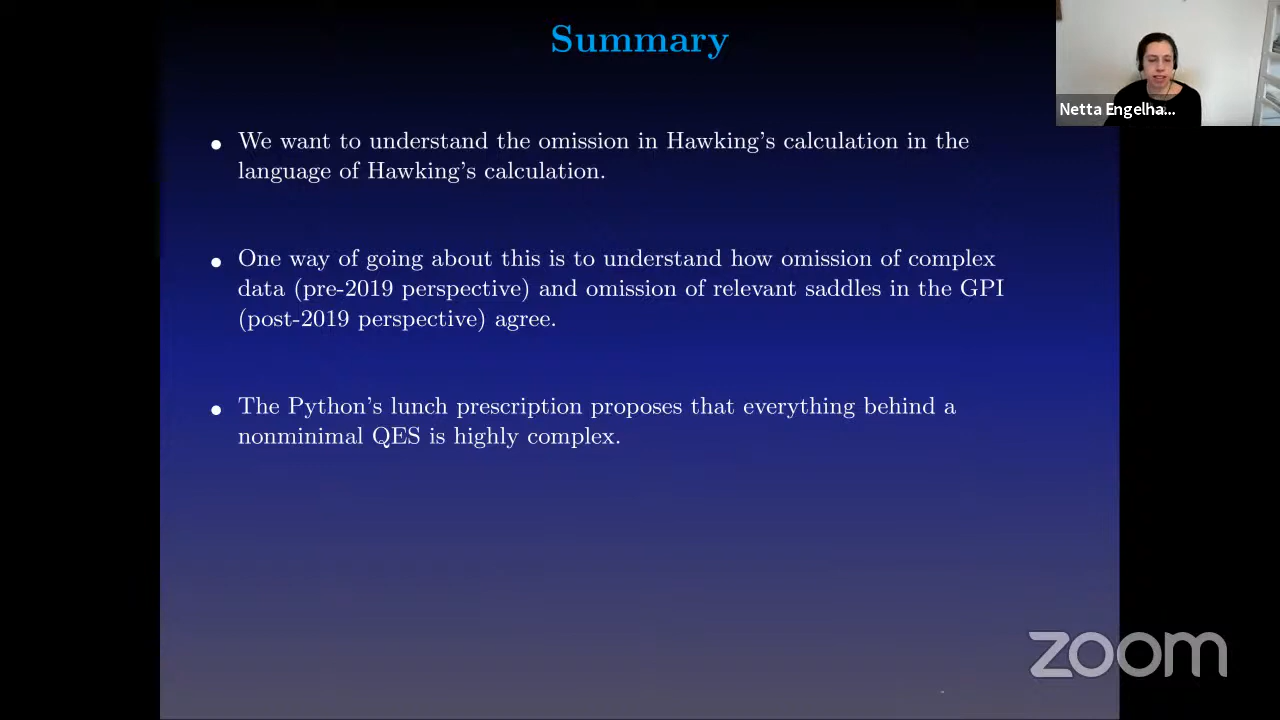 Summary
Netta Engelha...
• We want to understand the omission in Hawking's calculation in the
language of Hawking's calculation.
• One way of going about this is to understand how omission of complex
data (pre-2019 perspective) and omission of relevant saddles in the GPI
(post-2019 perspective) agree.
• The Python's lunch prescription proposes that everything behind a
nonminimal QES is highly complex.
zoom